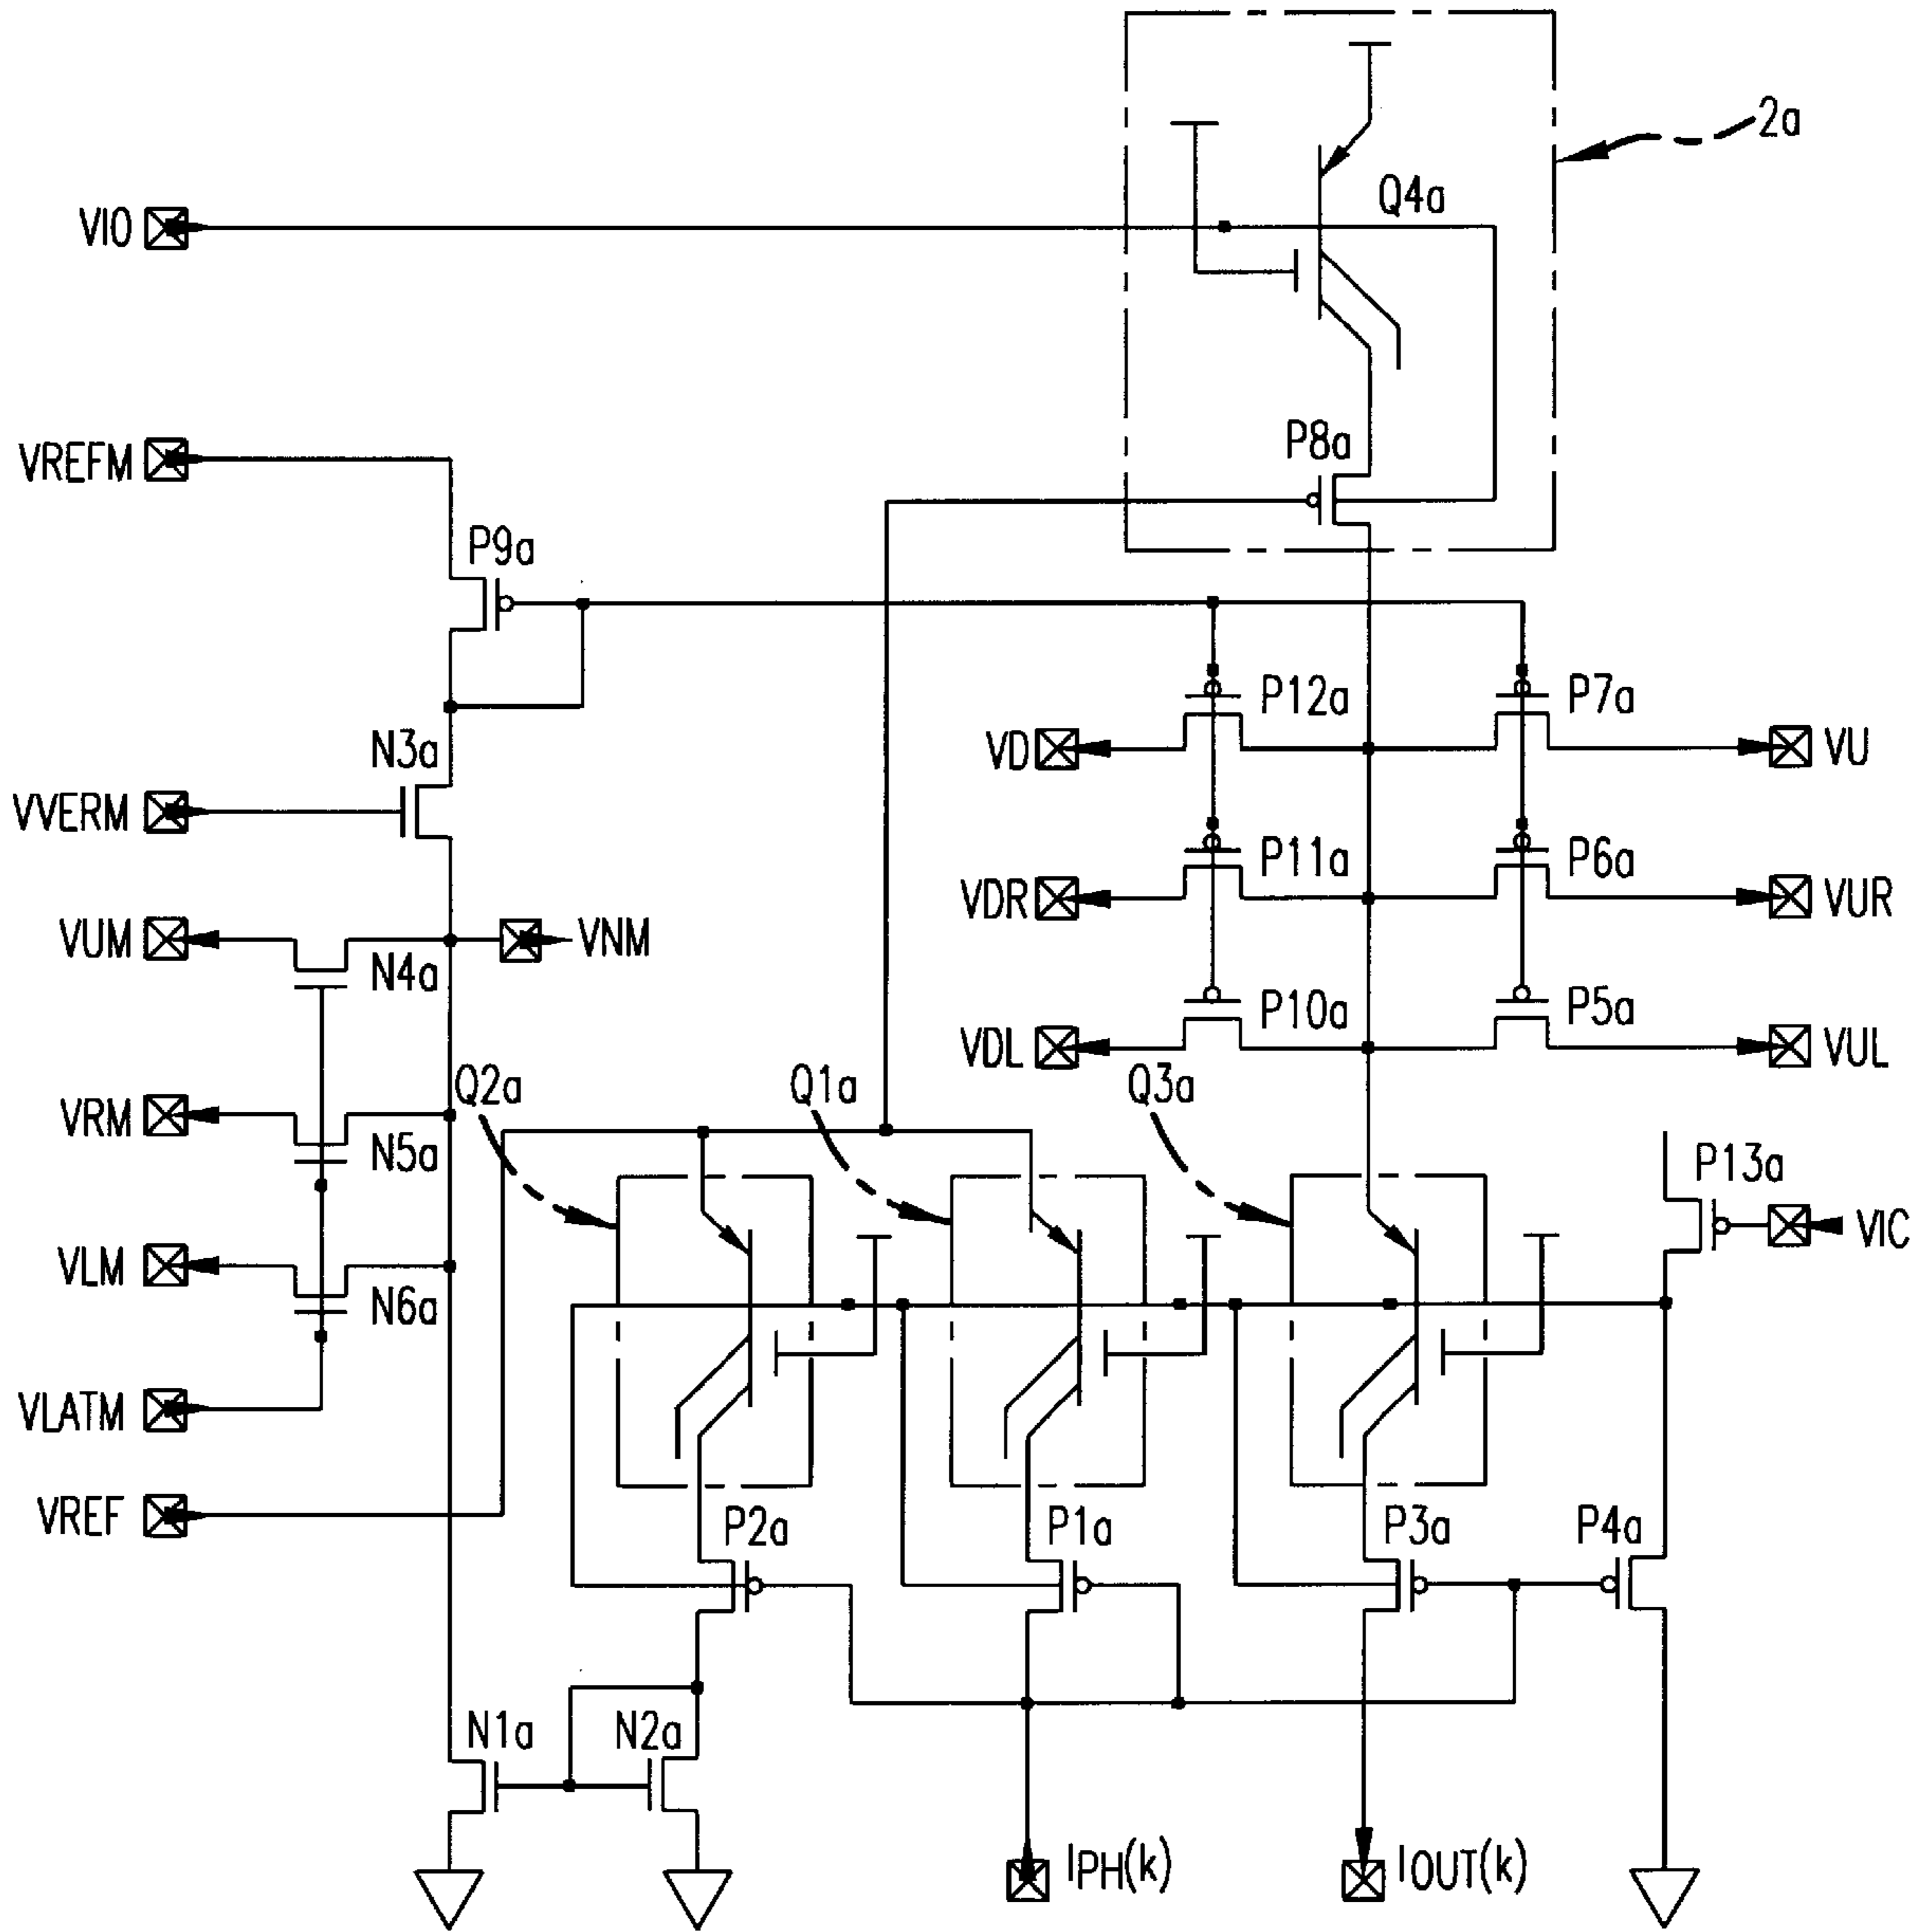 2a
Q4a
VIO
P8a
VREFM
P9a
P12a
P7a
N3a
VD
VU
VVERM
P11a
P6a
VDR
VUR
VUM
VNM
N4a
P10a
P5a
VDL
VUL
Q2a
Q1a
Q3a
VRM
N5a
P13a
VIC
VLM
N6a
VLATM
VREF
P2a
P1a
P3a
P4a
N1a
N2a
IPH(k)
IOUT(k)